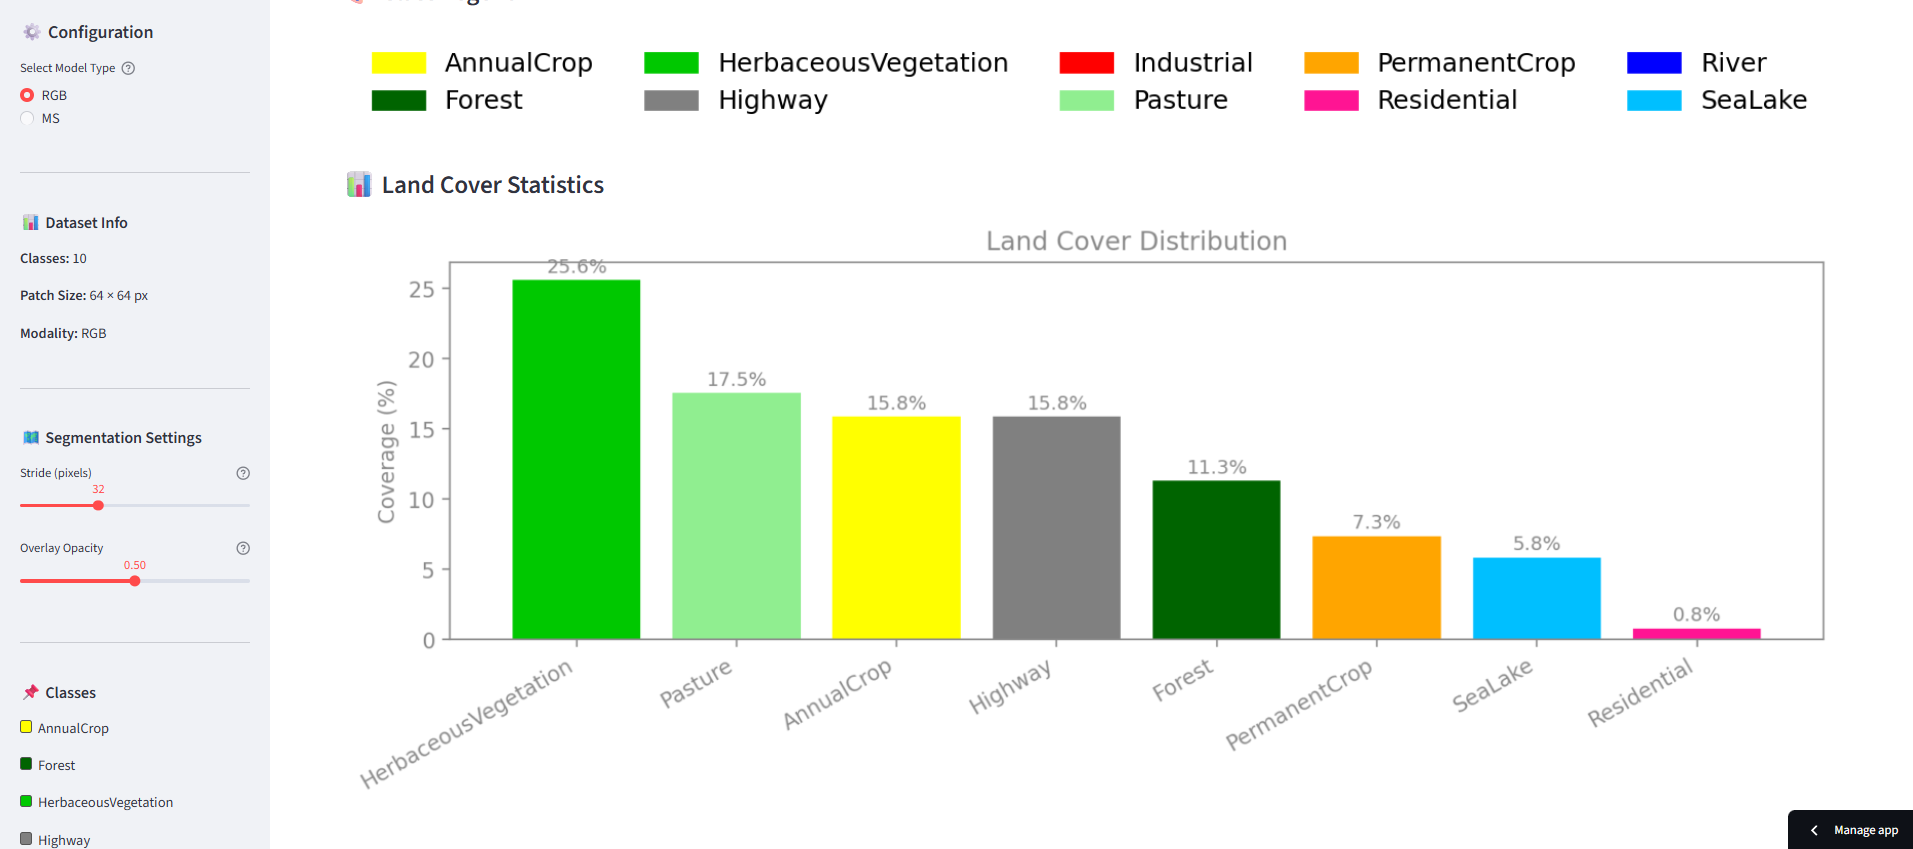 Configuration
Select Model Type
RGB
MS
Dataset Info
Classes: 10
Patch Size: 64 × 64 px
Modality: RGB
Segmentation Settings
Stride (pixels)
32
Overlay Opacity
0.50
Classes
AnnualCrop
Forest
HerbaceousVegetation
Highway
AnnualCrop HerbaceousVegetation Industrial PermanentCrop River
Forest Highway Pasture Residential SeaLake
Land Cover Statistics
Land Cover Distribution
Coverage (%)
25
20
15
10
5
0
25.6%
17.5%
15.8%
15.8%
11.3%
7.3%
5.8%
0.8%
HerbaceousVegetation
Pasture
AnnualCrop
Highway
Forest
PermanentCrop
SeaLake
Residential
Manage app